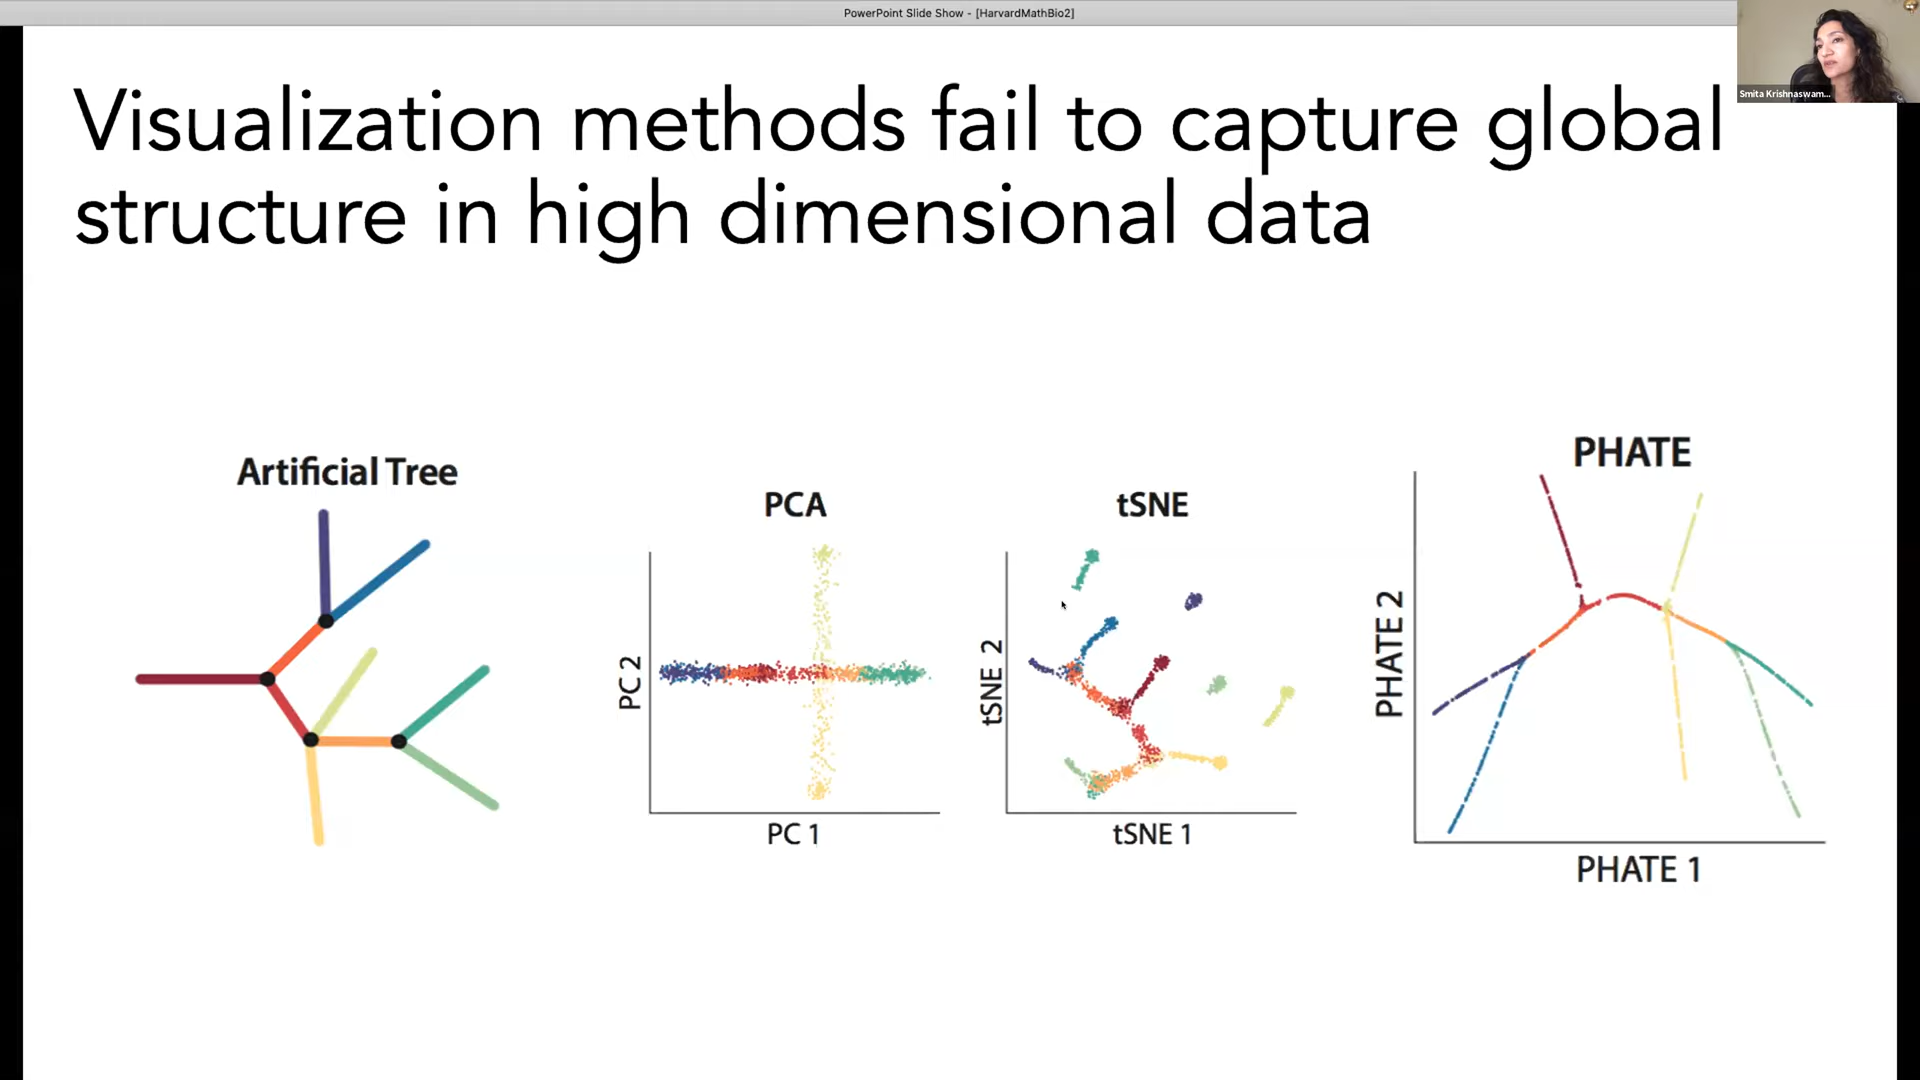 PowerPoint Slide Show - [HarvardMathBio2]
Smita Krishnaswam...
Visualization methods fail to capture global
structure in high dimensional data
Artificial Tree
PCA
PC 2
PC 1
tSNE
tSNE 2
tSNE 1
PHATE
PHATE 2
PHATE 1